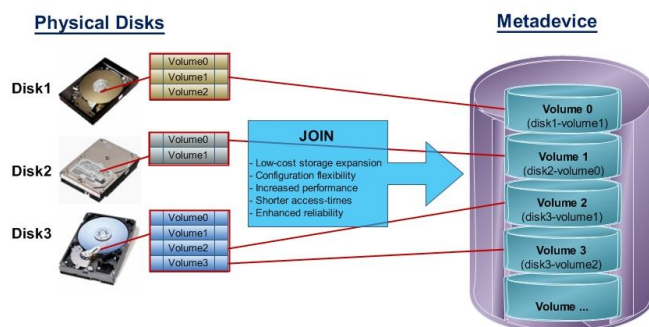 Physical Disks
Metadevice
Disk1
Volume0
Volume1
Volume2
Disk2
Volume0
Volume1
Disk3
Volume0
Volume1
Volume2
Volume3
JOIN
- Low-cost storage expansion
- Configuration flexibility
- Increased performance
- Shorter access-times
- Enhanced reliability
Volume 0
(disk1-volume1)
Volume 1
(disk2-volume0)
Volume 2
(disk3-volume1)
Volume 3
(disk3-volume2)
Volume ...